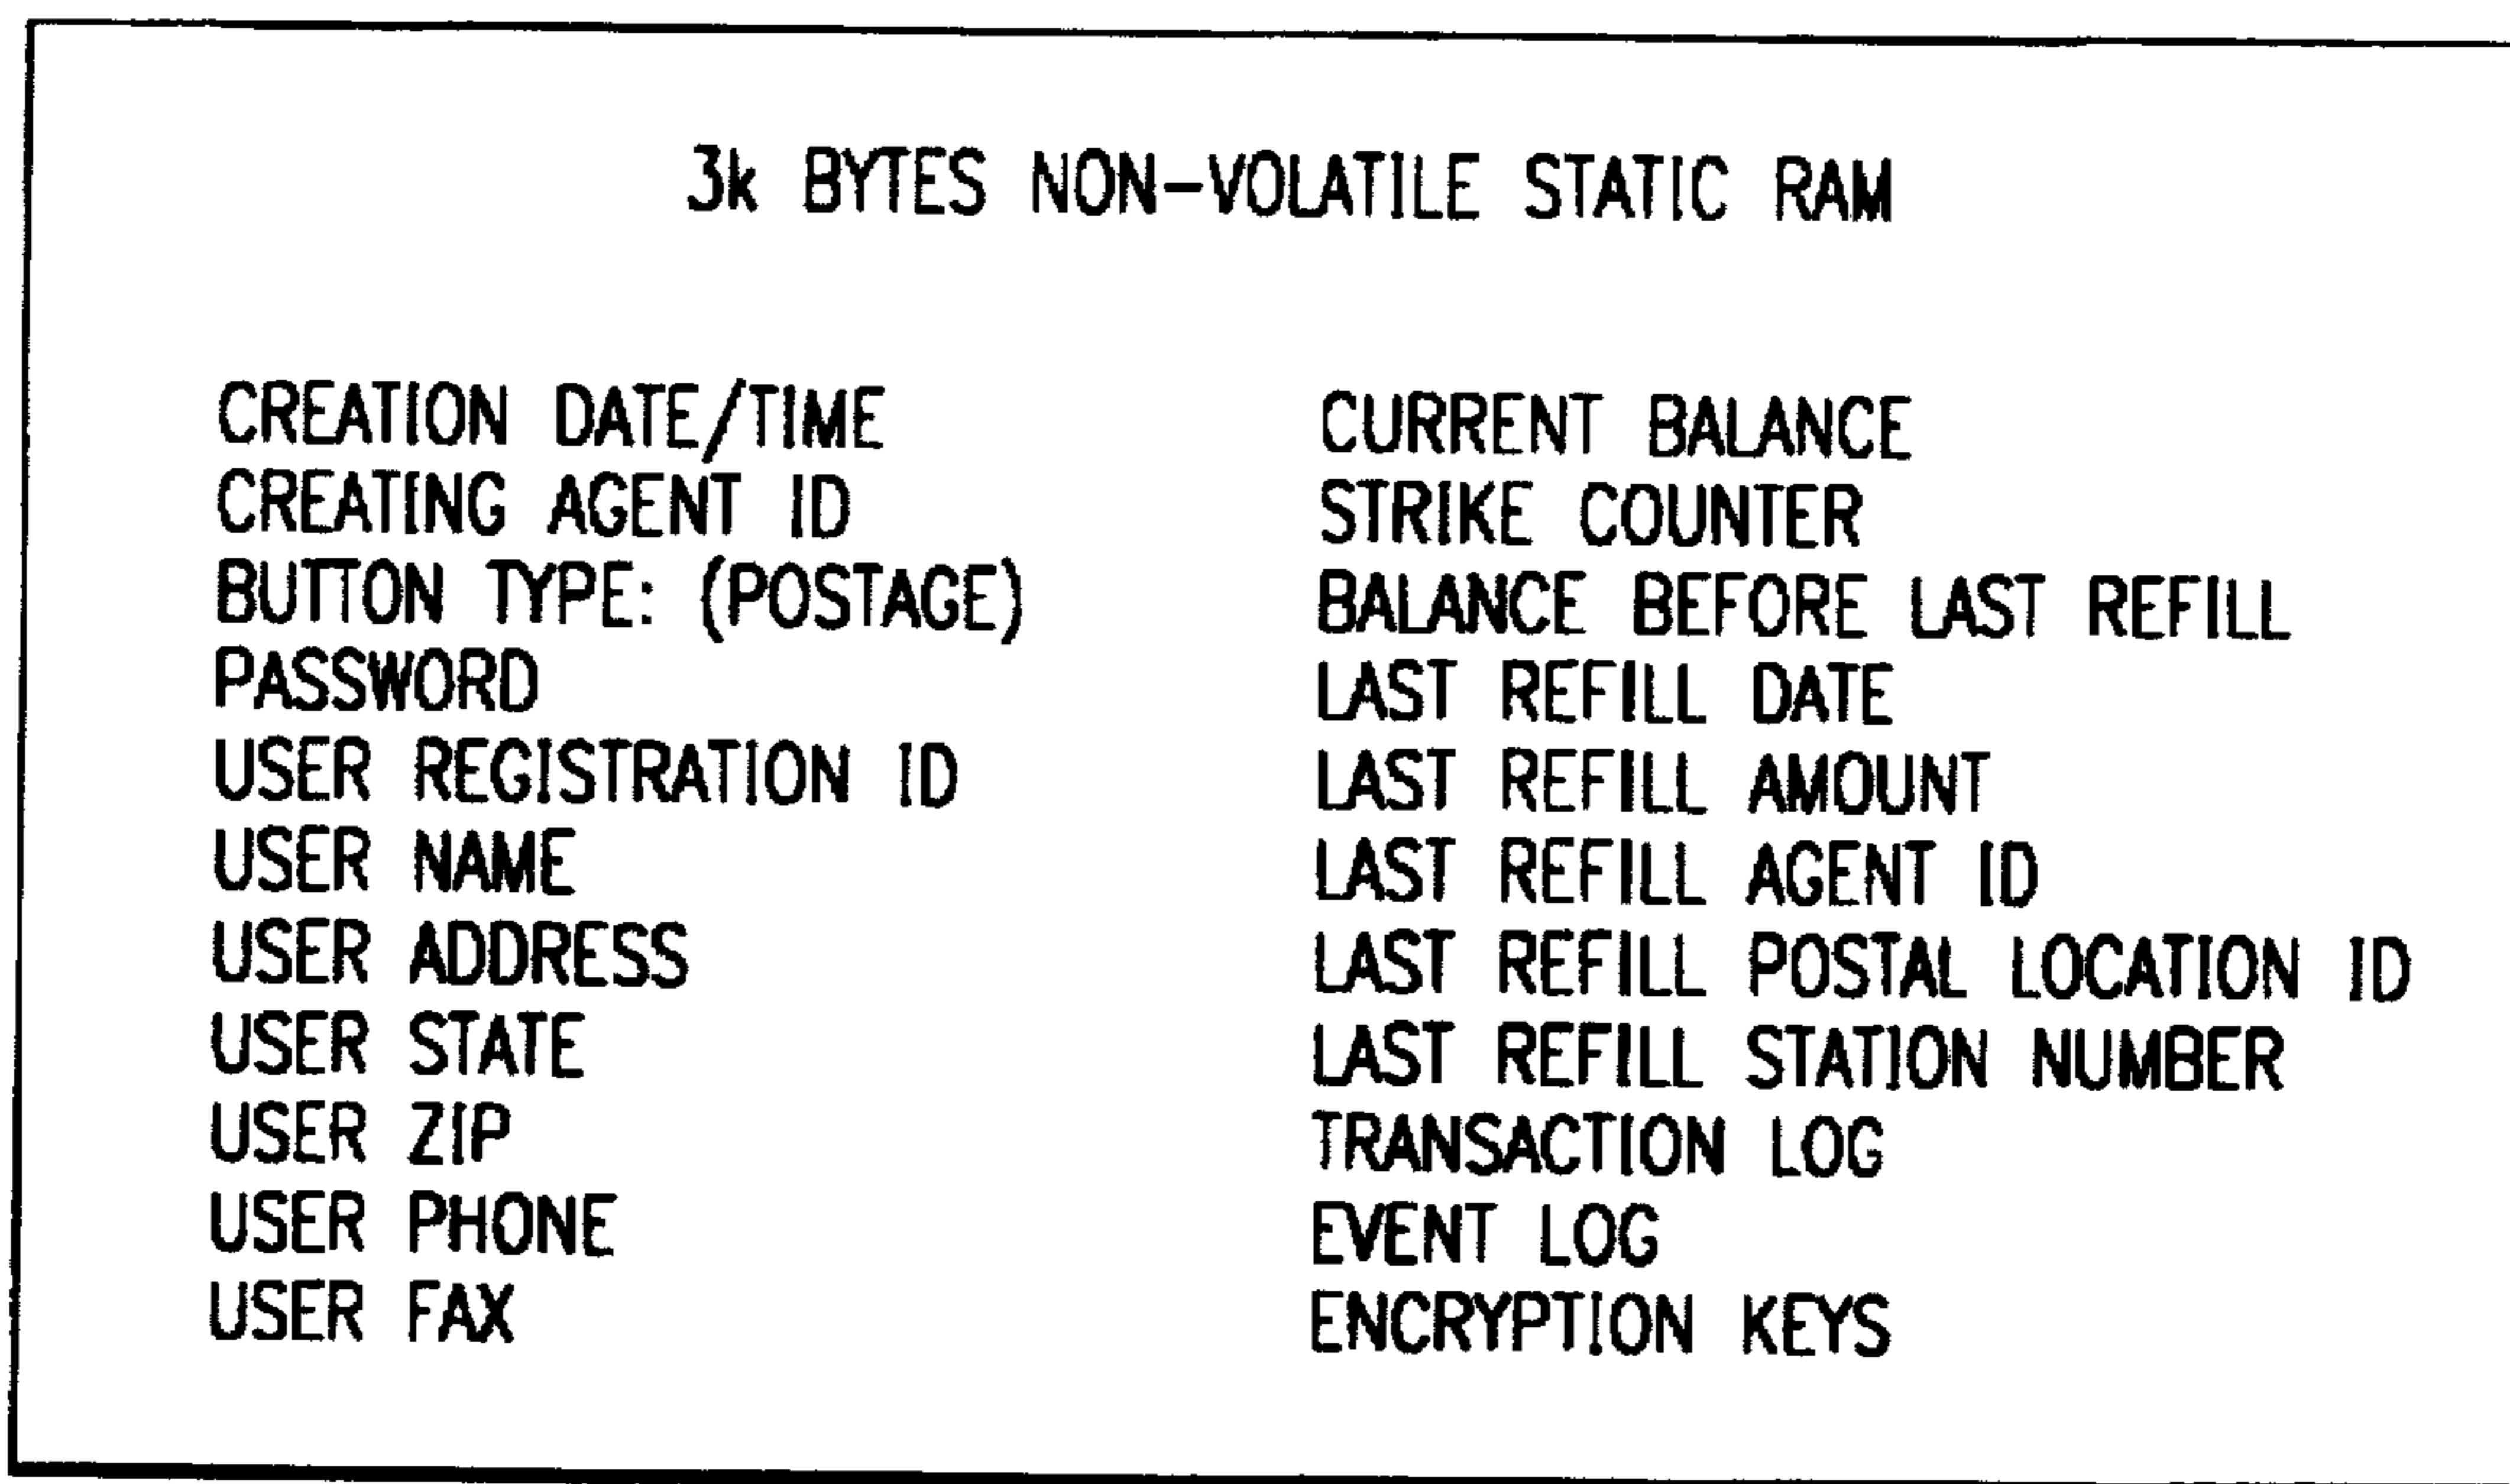 3k BYTES NON-VOLATILE STATIC RAM
CREATION DATE/TIME
CREATING AGENT ID
BUTTON TYPE: (POSTAGE)
PASSWORD
USER REGISTRATION ID
USER NAME
USER ADDRESS
USER STATE
USER ZIP
USER PHONE
USER FAX
CURRENT BALANCE
STRIKE COUNTER
BALANCE BEFORE LAST REFILL
LAST REFILL DATE
LAST REFILL AMOUNT
LAST REFILL AGENT ID
LAST REFILL POSTAL LOCATION ID
LAST REFILL STATION NUMBER
TRANSACTION LOG
EVENT LOG
ENCRYPTION KEYS